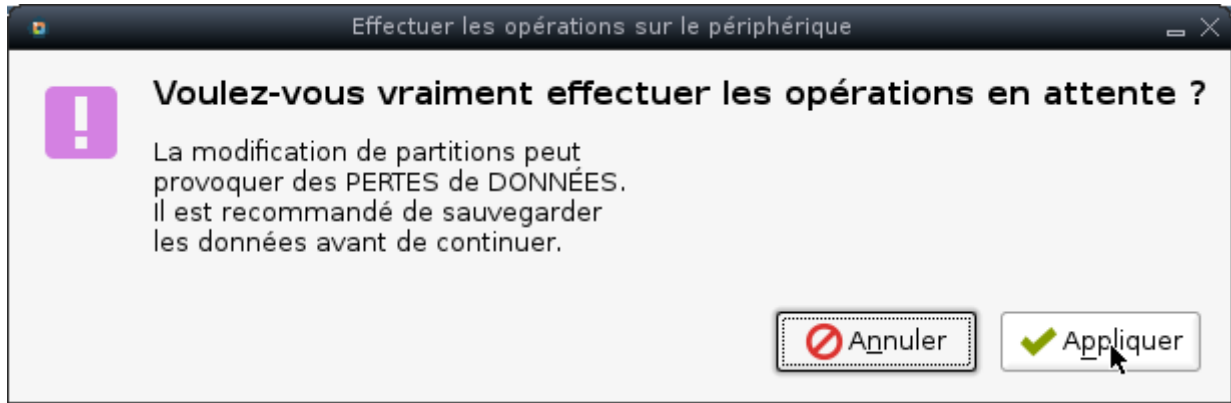 Effectuer les opérations sur le périphérique
Voulez-vous vraiment effectuer les opérations en attente ?
La modification de partitions peut
provoquer des PERTES de DONNÉES.
Il est recommandé de sauvegarder
les données avant de continuer.
Annuler
Appliquer